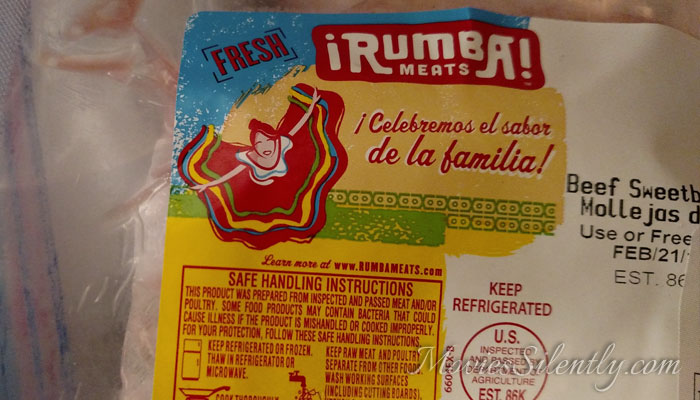 FRESH
¡RUMBA!
MEATS
¡Celebremos el sabor
de la familia!
Beef
Mollejas
Use or
FEB/21/
EST.
Learn more at www.RUMBAMEATS.com
SAFE HANDLING INSTRUCTIONS
THIS PRODUCT WAS PREPARED FROM INSPECTED AND PASSED MEAT AND/OR
POULTRY. SOME FOOD PRODUCTS MAY CONTAIN BACTERIA THAT COULD
CAUSE ILLNESS IF THE PRODUCT IS MISHANDLED OR COOKED IMPROPERLY.
FOR YOUR PROTECTION, FOLLOW THESE SAFE HANDLING INSTRUCTIONS.
KEEP REFRIGERATED OR FROZEN.
THAW IN REFRIGERATOR OR
MICROWAVE.
KEEP RAW MEAT AND POULTRY
SEPARATE FROM OTHER
WASH WORKING SURFACES
(INCLUDING CUTTING BOARDS),
COOK THOROUGHLY
KEEP
REFRIGERATED
U.S.
INSPECTED
AND PASSED
AGRICULTURE
EST. 86K
MoviesSilently.com